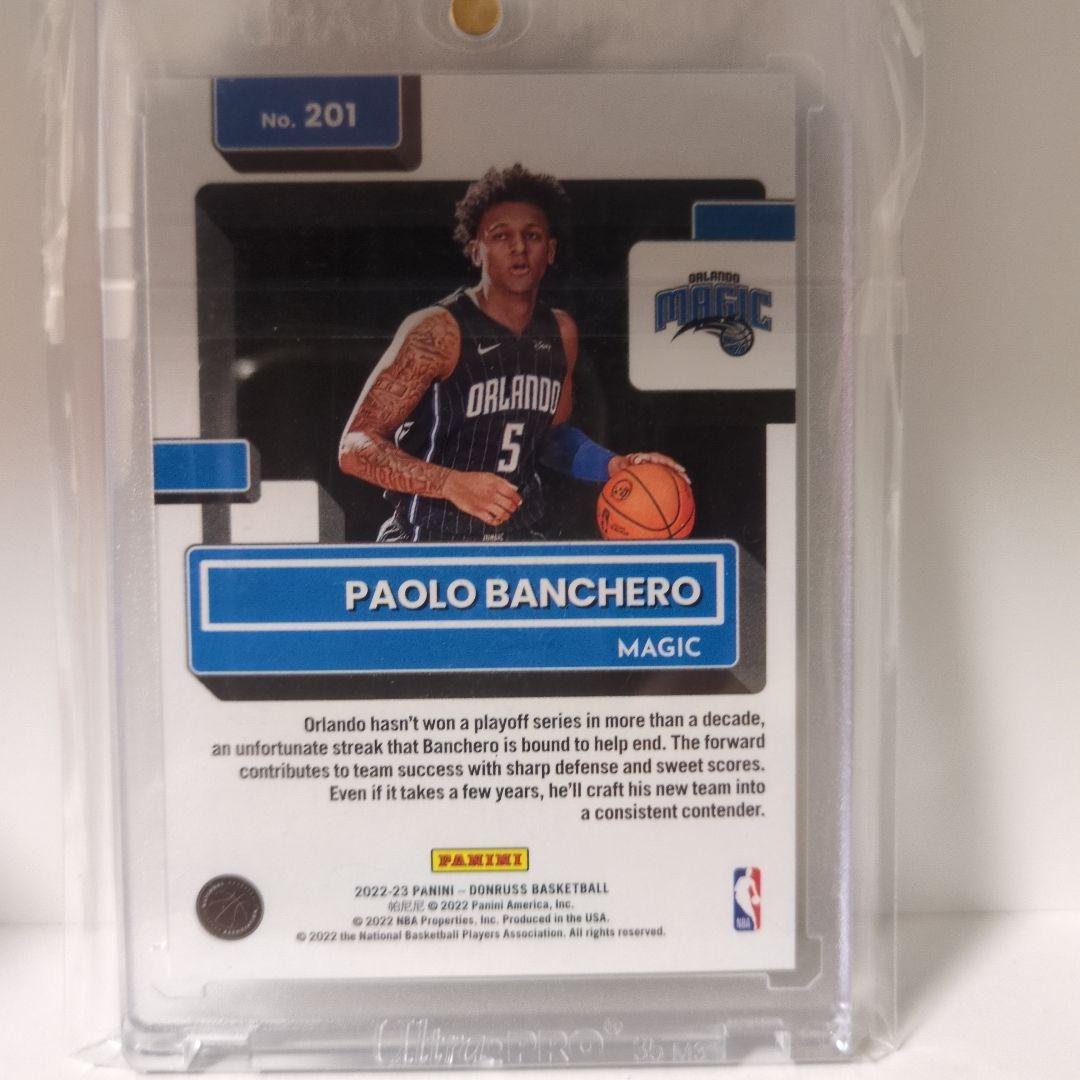 No. 201
ORLANDO
MAGIC
Disney
ORLANDO
5
PAOLO BANCHERO
MAGIC
Orlando hasn't won a playoff series in more than a decade,
an unfortunate streak that Banchero is bound to help end. The forward
contributes to team success with sharp defense and sweet scores.
Even if it takes a few years, he'll craft his new team into
a consistent contender.
PANINI
2022-23 PANINI – DONRUSS BASKETBALL
帕尼尼 © 2022 Panini America, Inc.
© 2022 NBA Properties, Inc. Produced in the USA.
© 2022 the National Basketball Players Association. All rights reserved.
NBA
Ultra·PRO®